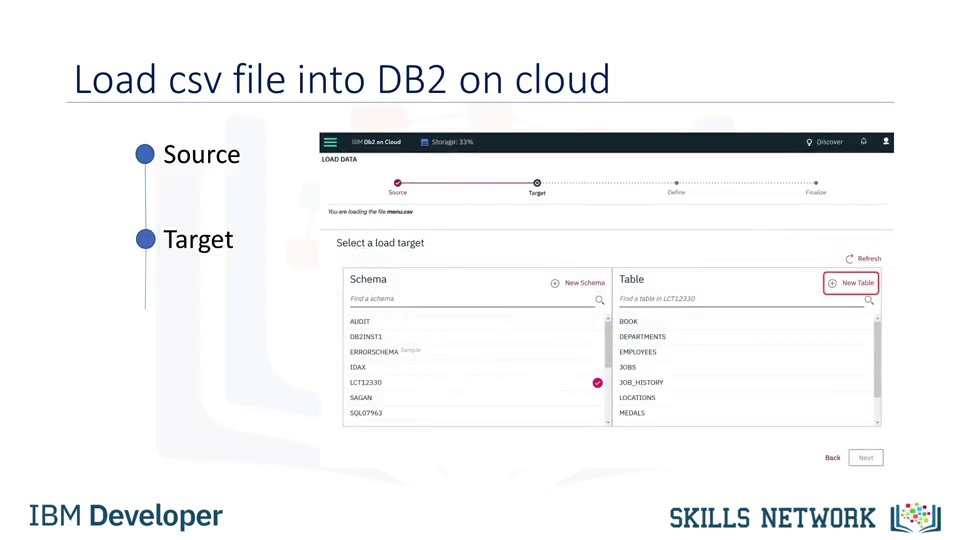 Load csv file into DB2 on cloud
Source
Target
IBM Db2 on Cloud
Storage: 33%
Discover
LOAD DATA
Source
Target
Define
Finalize
You are loading the file menu.csv
Select a load target
Refresh
Schema
New Schema
Find a schema
AUDIT
DB2INST1
ERRORSCHEMA Sample
IDAX
LCT12330
SAGAN
SQL07963
Table
New Table
Find a table in LCT12330
BOOK
DEPARTMENTS
EMPLOYEES
JOBS
JOB_HISTORY
LOCATIONS
MEDALS
Back
Next
IBM Developer
SKILLS NETWORK